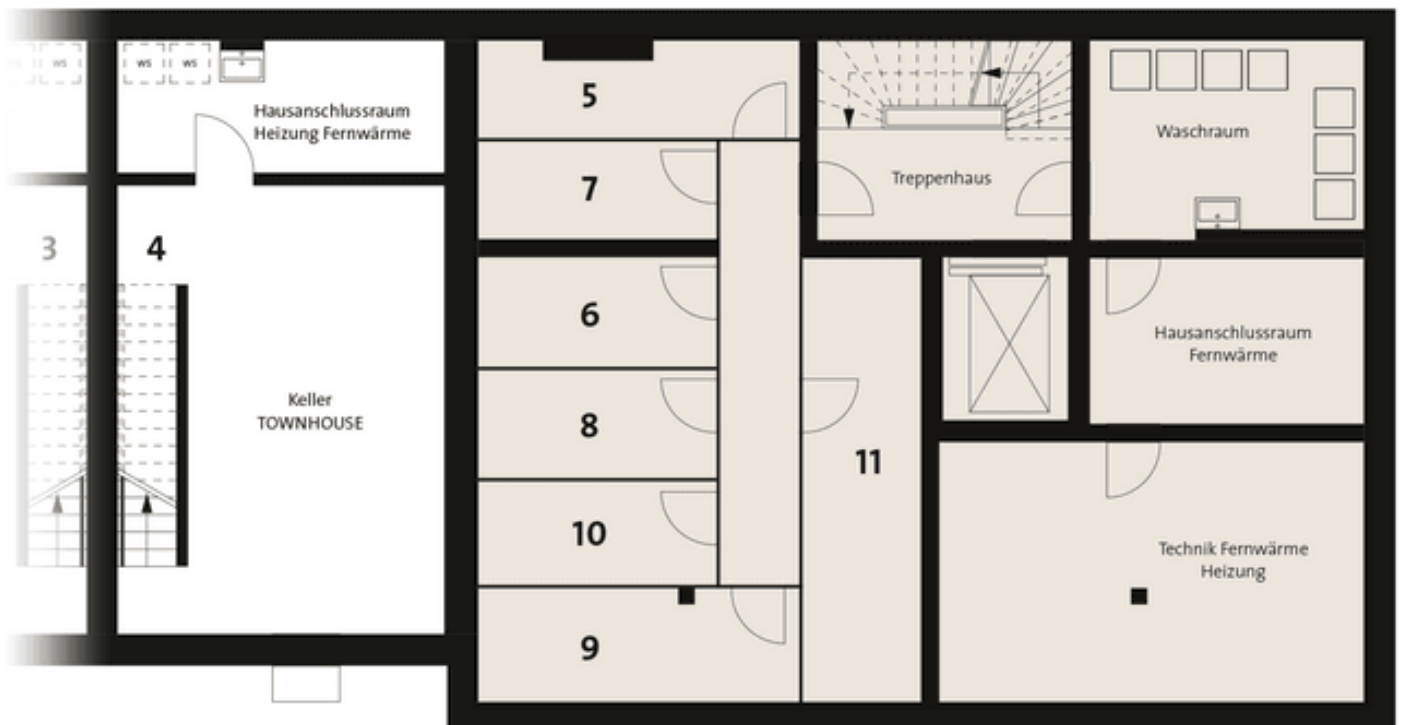 WS
WS
WS
Hausanschlussraum
Heizung Fernwärme
3
4
Keller
TOWNHOUSE
5
7
6
8
10
9
11
Treppenhaus
Waschraum
Hausanschlussraum
Fernwärme
Technik Fernwärme
Heizung